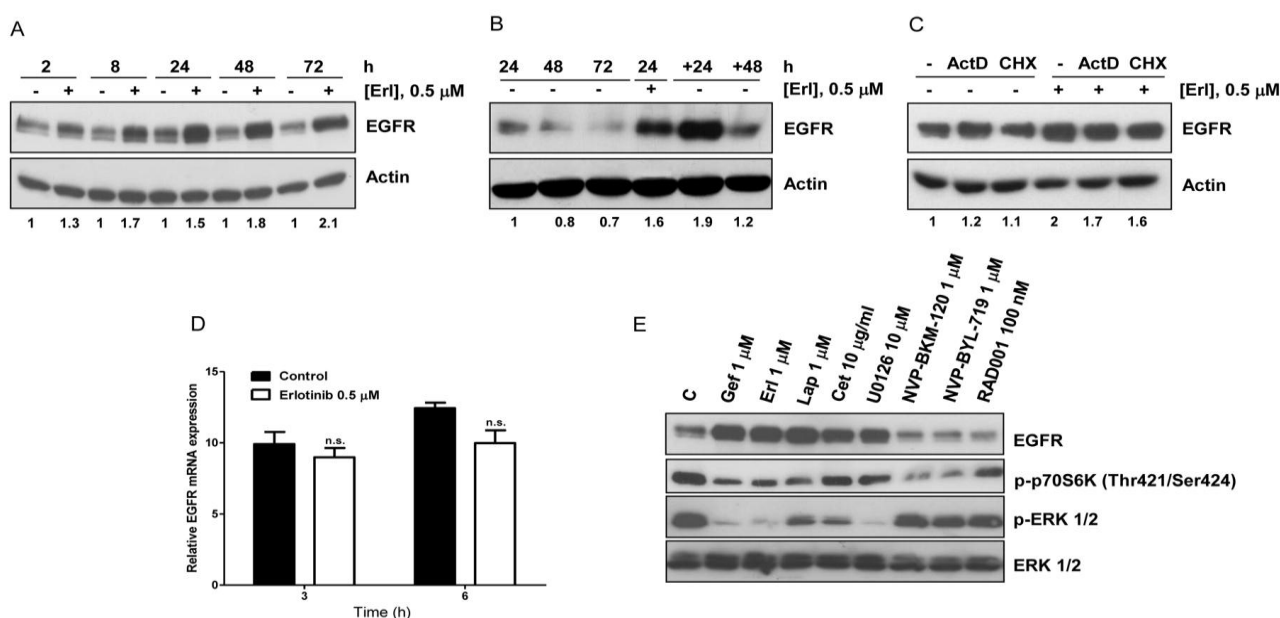 A
2 8 24 48 72 h
- + - + - + - + - + [Erl], 0.5 µM
EGFR
Actin
1 1.3 1 1.7 1 1.5 1 1.8 1 2.1
B
24 48 72 24 +24 +48 h
- - - + - - [Erl], 0.5 µM
EGFR
Actin
1 0.8 0.7 1.6 1.9 1.2
C
- ActD CHX - ActD CHX
- - - + + + [Erl], 0.5 µM
EGFR
Actin
1 1.2 1.1 2 1.7 1.6
D
Relative EGFR mRNA expression
15
10
5
0
Control
Erlotinib 0.5 µM
n.s.
n.s.
3 6
Time (h)
E
C
Gef 1 µM
Erl 1 µM
Lap 1 µM
Cet 10 µg/ml
U0126 10 µM
NVP-BKM-120 1 µM
NVP-BYL-719 1 µM
RAD001 100 nM
EGFR
p-p70S6K (Thr421/Ser424)
p-ERK 1/2
ERK 1/2